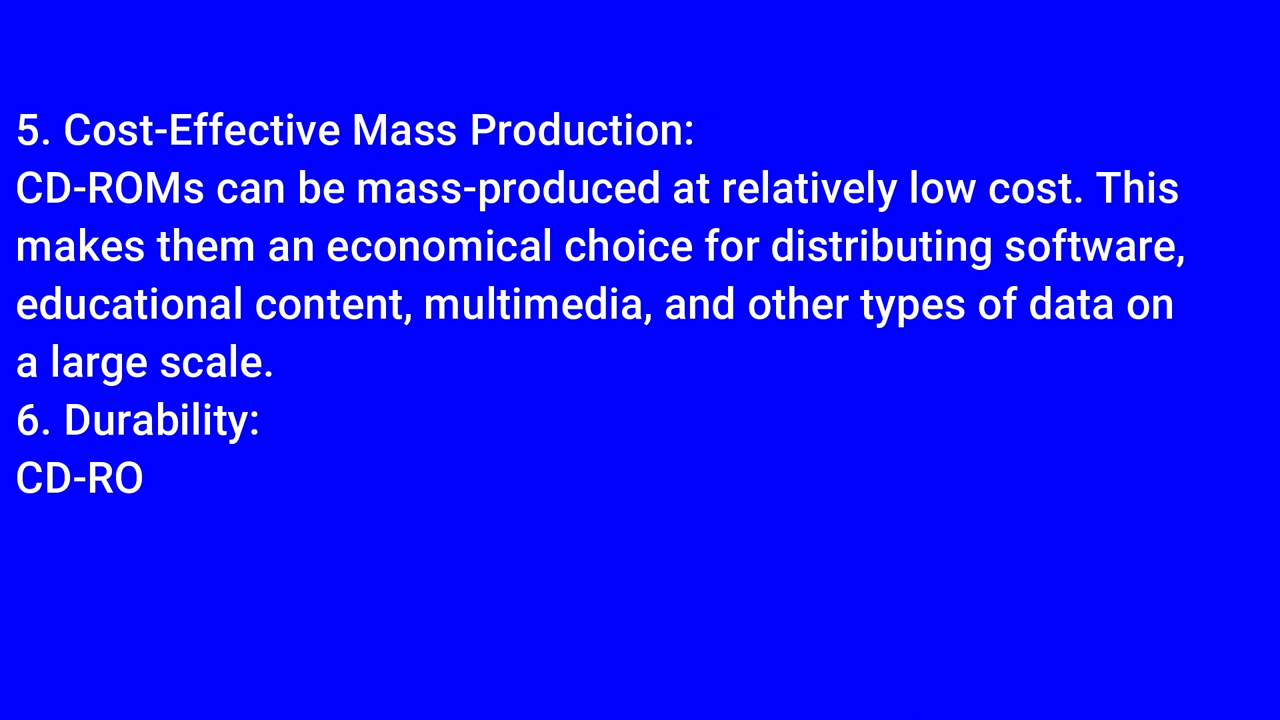 5. Cost-Effective Mass Production:
CD-ROMs can be mass-produced at relatively low cost. This
makes them an economical choice for distributing software,
educational content, multimedia, and other types of data on
a large scale.
6. Durability:
CD-RO